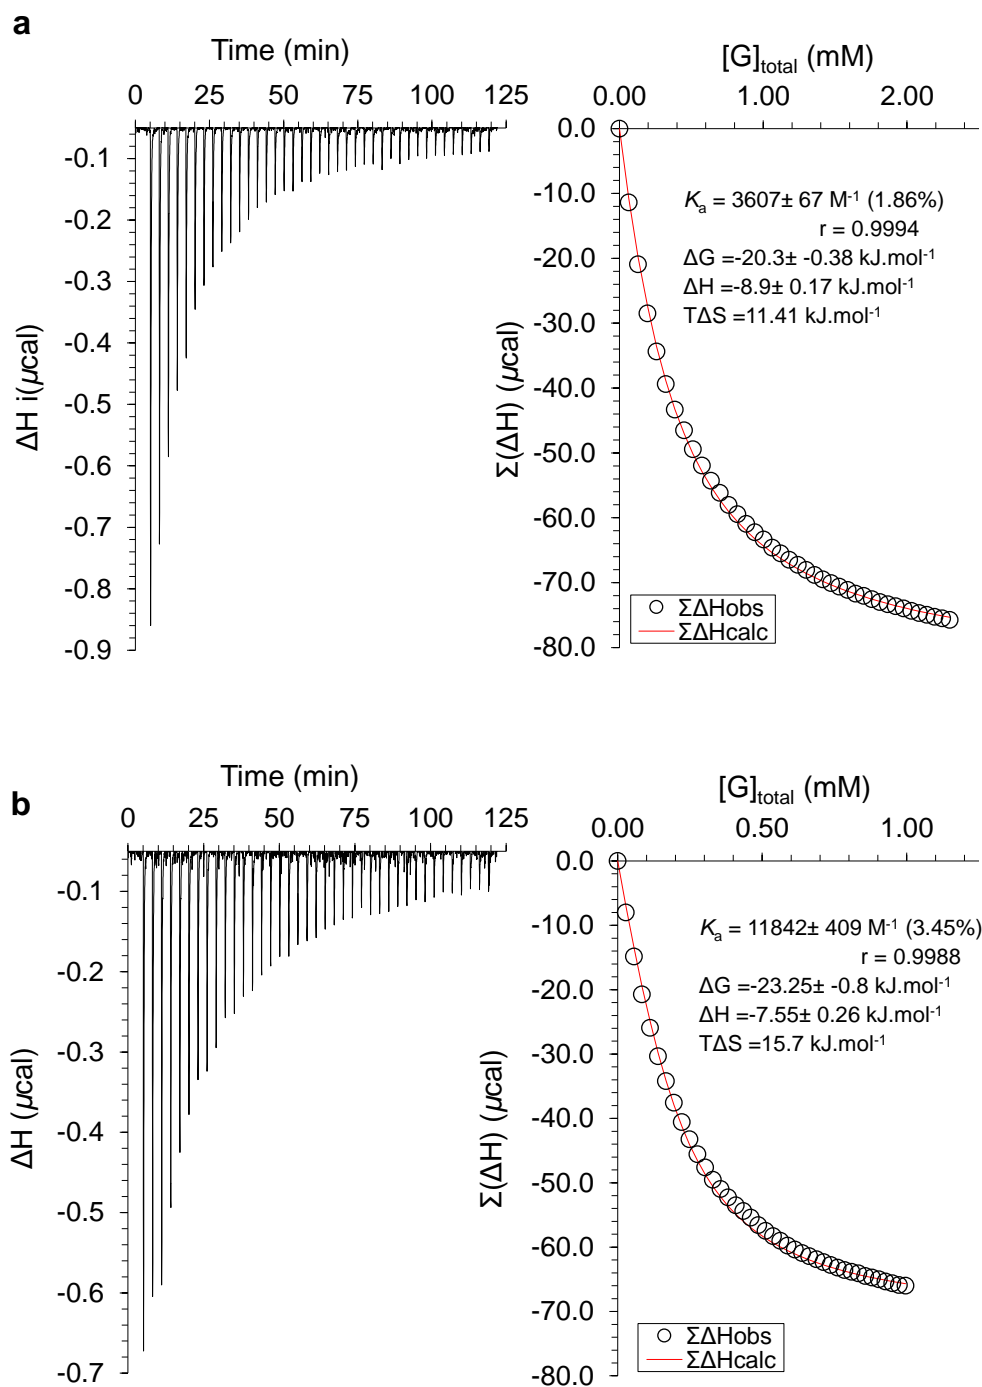 a
Time (min)
0 25 50 75 100 125
-0.1
-0.2
-0.3
-0.4
-0.5
-0.6
-0.7
-0.8
-0.9
ΔH i(μcal)
[G]total (mM)
0.00 1.00 2.00
0.0
-10.0
-20.0
-30.0
-40.0
-50.0
-60.0
-70.0
-80.0
Σ(ΔH) (μcal)
Ka = 3607± 67 M-1 (1.86%)
r = 0.9994
ΔG =-20.3± -0.38 kJ.mol-1
ΔH =-8.9± 0.17 kJ.mol-1
TΔS =11.41 kJ.mol-1
ΣΔHobs
ΣΔHcalc
b
Time (min)
0 25 50 75 100 125
-0.1
-0.2
-0.3
-0.4
-0.5
-0.6
-0.7
ΔH (μcal)
[G]total (mM)
0.00 0.50 1.00
0.0
-10.0
-20.0
-30.0
-40.0
-50.0
-60.0
-70.0
-80.0
Σ(ΔH) (μcal)
Ka = 11842± 409 M-1 (3.45%)
r = 0.9988
ΔG =-23.25± -0.8 kJ.mol-1
ΔH =-7.55± 0.26 kJ.mol-1
TΔS =15.7 kJ.mol-1
ΣΔHobs
ΣΔHcalc